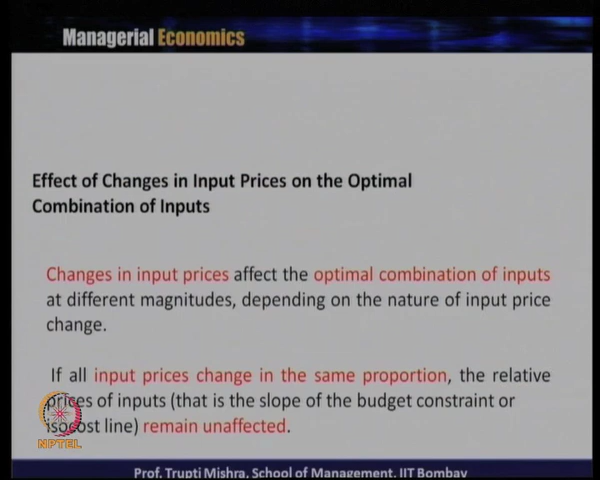 Managerial Economics
Effect of Changes in Input Prices on the Optimal
Combination of Inputs
Changes in input prices affect the optimal combination of inputs
at different magnitudes, depending on the nature of input price
change.
If all input prices change in the same proportion, the relative
prices of inputs (that is the slope of the budget constraint or
isocost line) remain unaffected.
NPTEL
Prof. Trupti Mishra, School of Management, IIT Bombay